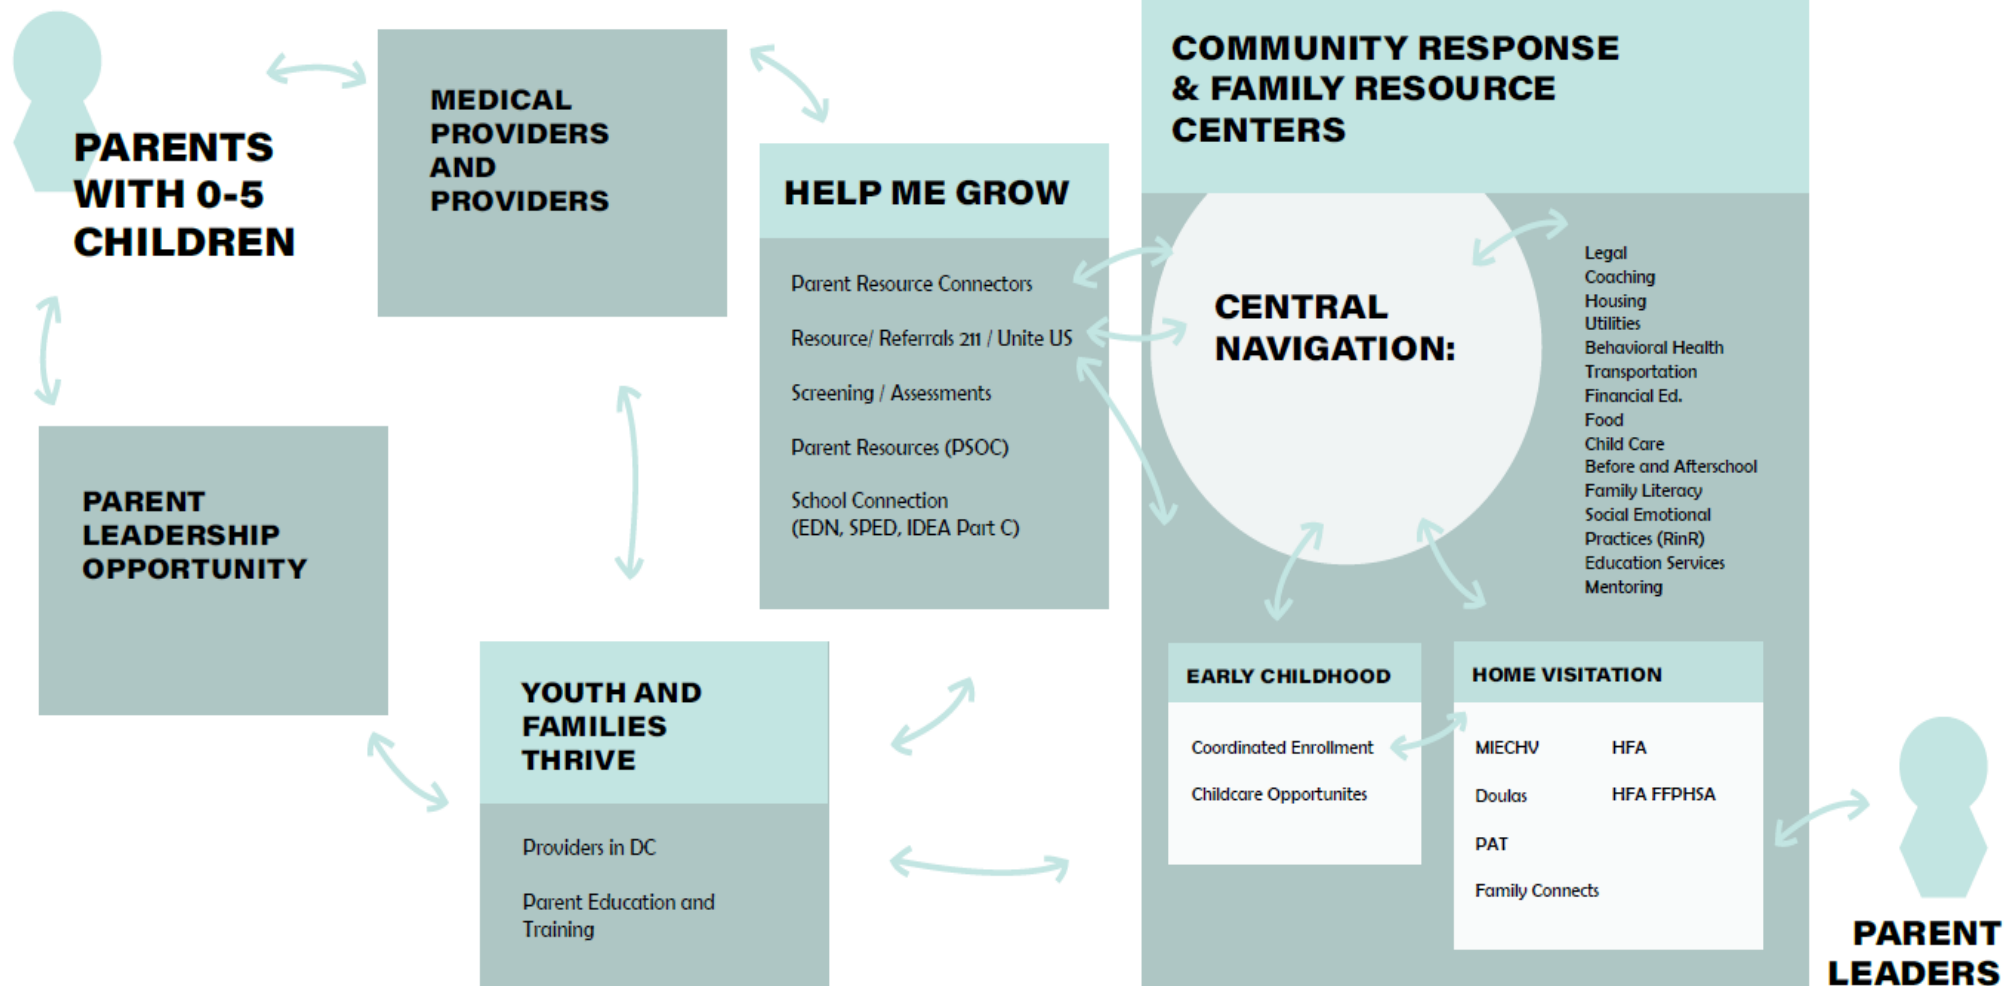 PARENTS
WITH 0-5
CHILDREN
MEDICAL
PROVIDERS
AND
PROVIDERS
PARENT
LEADERSHIP
OPPORTUNITY
HELP ME GROW
Parent Resource Connectors
Resource/ Referrals 211 / Unite US
Screening / Assessments
Parent Resources (PSOC)
School Connection
(EDN, SPED, IDEA Part C)
YOUTH AND
FAMILIES
THRIVE
Providers in DC
Parent Education and
Training
COMMUNITY RESPONSE
& FAMILY RESOURCE
CENTERS
CENTRAL
NAVIGATION:
Legal
Coaching
Housing
Utilities
Behavioral Health
Transportation
Financial Ed.
Food
Child Care
Before and Afterschool
Family Literacy
Social Emotional
Practices (RinR)
Education Services
Mentoring
EARLY CHILDHOOD
Coordinated Enrollment
Childcare Opportunites
HOME VISITATION
MIECHV HFA
Doulas HFA FFPHSA
PAT
Family Connects
PARENT
LEADERS